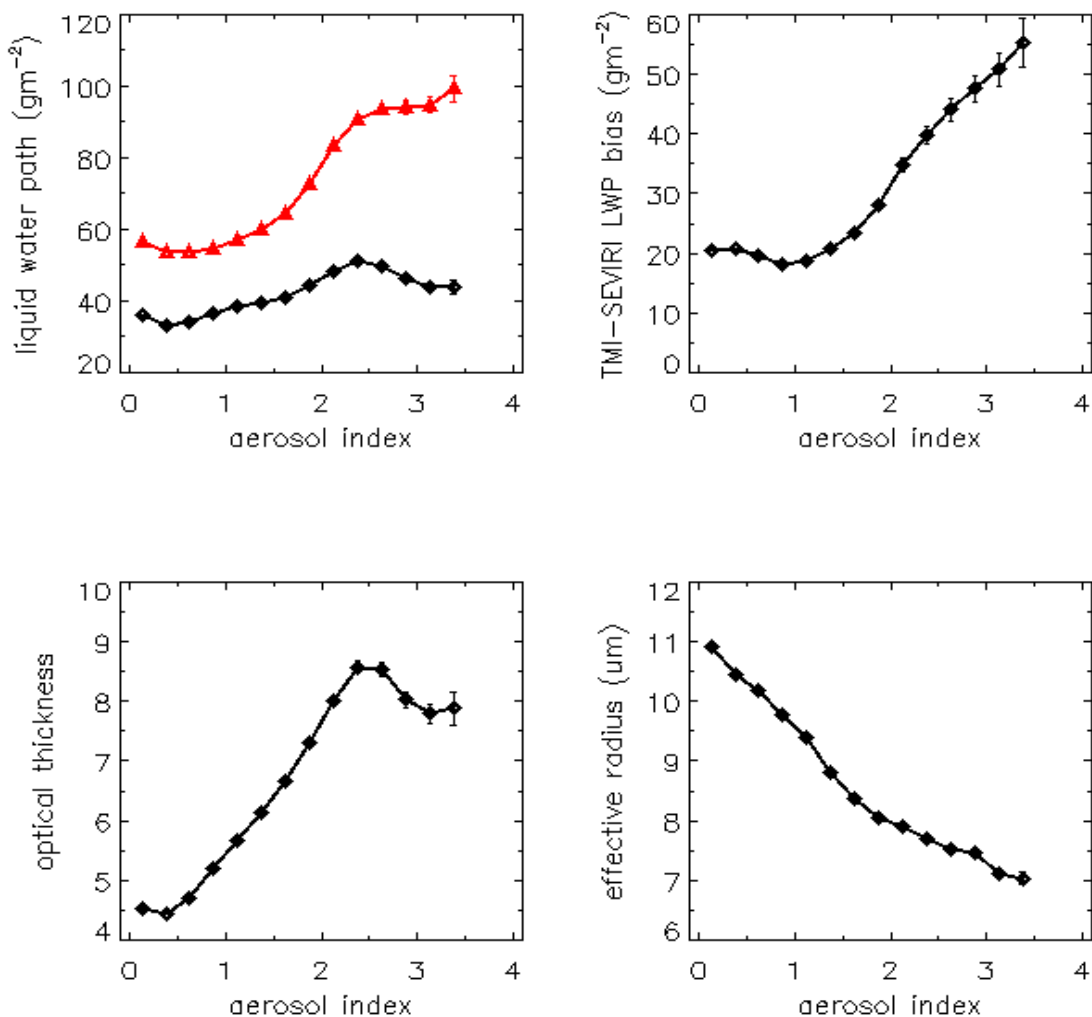 liquid water path (gm⁻²)
120
100
80
60
40
20
0 1 2 3 4
aerosol index
TMI-SEVIRI LWP bias (gm⁻²)
60
50
40
30
20
10
0
0 1 2 3 4
aerosol index
optical thickness
10
9
8
7
6
5
4
0 1 2 3 4
aerosol index
effective radius (um)
12
11
10
9
8
7
6
0 1 2 3 4
aerosol index